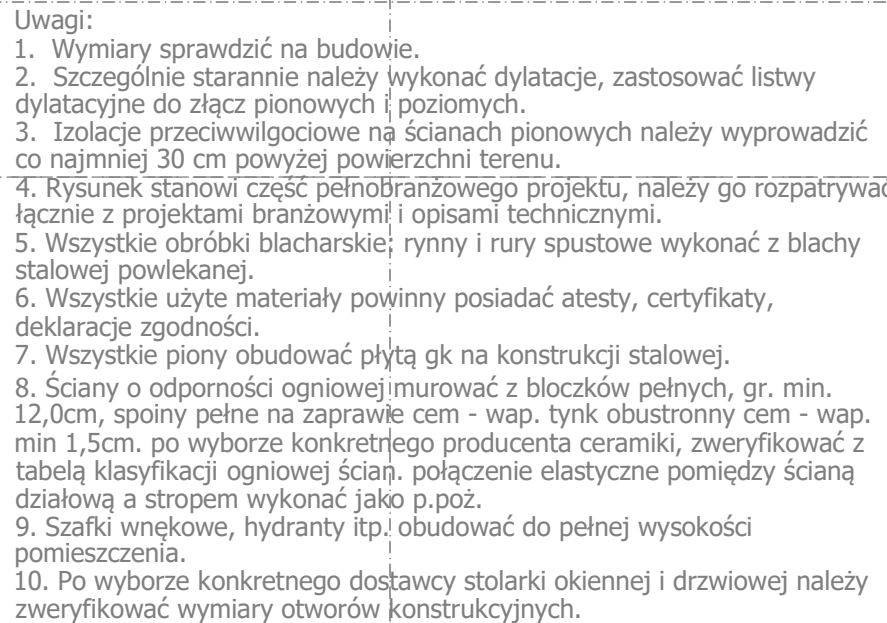 Uwagi:
1. Wymiary sprawdzić na budowie.
2. Szczególnie starannie należy wykonać dylatacje, zastosować listwy
dylatacyjne do złącz pionowych i poziomych.
3. Izolacje przeciwwilgociowe na ścianach pionowych należy wyprowadzić
co najmniej 30 cm powyżej powierzchni terenu.
4. Rysunek stanowi część pełnobranżowego projektu, należy go rozpatrywać
łącznie z projektami branżowymi i opisami technicznymi.
5. Wszystkie obróbki blacharskie: rynny i rury spustowe wykonać z blachy
stalowej powlekanej.
6. Wszystkie użyte materiały powinny posiadać atesty, certyfikaty,
deklaracje zgodności.
7. Wszystkie piony obudować płytą gk na konstrukcji stalowej.
8. Ściany o odporności ogniowej murować z bloczków pełnych, gr. min.
12,0cm, spoiny pełne na zaprawie cem - wap. tynk obustronny cem - wap.
min 1,5cm. po wyborze konkretnego producenta ceramiki, zweryfikować z
tabelą klasyfikacji ogniowej ścian. połączenie elastyczne pomiędzy ścianą
działową a stropem wykonać jako p.poż.
9. Szafki wnękowe, hydranty itp. obudować do pełnej wysokości
pomieszczenia.
10. Po wyborze konkretnego dostawcy stolarki okiennej i drzwiowej należy
zweryfikować wymiary otworów konstrukcyjnych.